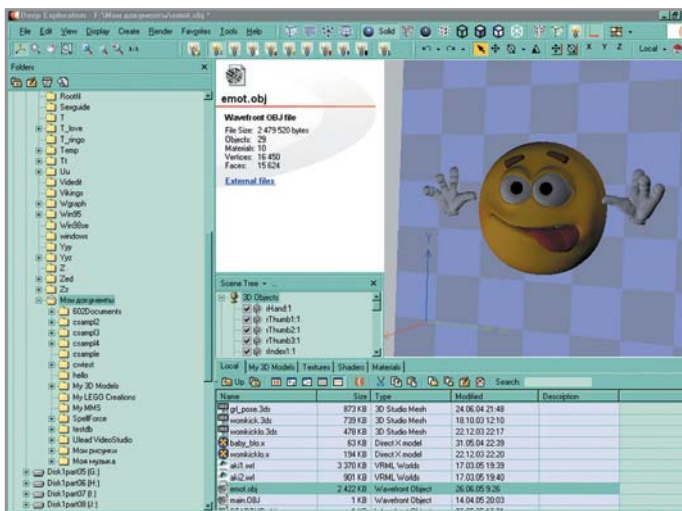 Deep Exploration - F:\Мои документы\emot.obj *
File Edit View Display Create Render Favorites Tools Help
Solid
X Y Z Local
Folders
Rootfil
Sexguide
T
T_love
T_ringo
Temp
Tt
Uu
Videdit
Vikings
Wgraph
Win95
Win98se
windows
Yyy
Yyz
Z
Zed
Zz
Мои документы
602Documents
csampl2
csampl3
csampl4
csample
cwtest
hello
My 3D Models
My LEGO Creations
My MMS
SpellForce
testdb
Ulead VideoStudio
Мои рисунки
Моя музыка
Disk1part05 (G:)
Disk1part06 (H:)
Disk1part07 (I:)
Disk1part08 (J:)
emot.obj
Wavefront OBJ file
File Size: 2 479 520 bytes
Objects: 29
Materials: 10
Vertices: 16 450
Faces: 15 624
External files
Y
Scene Tree
3D Objects
rHand:1
rThumb1:1
rThumb2:1
rThumb3:1
rIndex1:1
Local My 3D Models Textures Shaders Materials
Up Search:
Name Size Type Modified Description
grl_pose.3ds 873 KB 3D Studio Mesh 24.06.04 21:48
womkick.3ds 739 KB 3D Studio Mesh 18.10.03 12:10
womkicklo.3ds 478 KB 3D Studio Mesh 22.12.03 22:17
baby_blo.x 63 KB Direct X model 31.05.04 22:39
womkicklo.x 194 KB Direct X model 22.12.03 22:20
aki1.wrl 3 370 KB VRML Worlds 17.03.05 19:39
aki2.wrl 901 KB VRML Worlds 17.03.05 19:40
emot.obj 2 422 KB Wavefront Object 26.06.05 9:26
main.OBJ 1 KB Wavefront Object 14.04.05 20:03